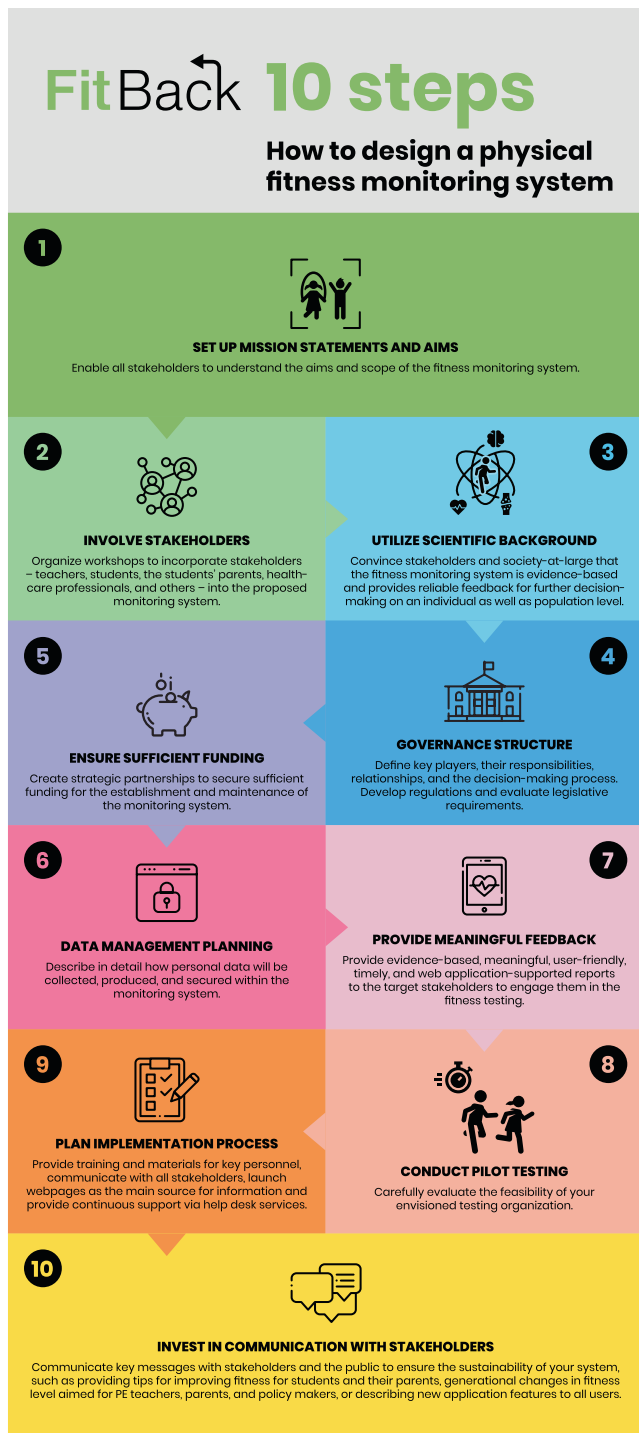 FitBack 10 steps
How to design a physical
fitness monitoring system
1
SET UP MISSION STATEMENTS AND AIMS
Enable all stakeholders to understand the aims and scope of the fitness monitoring system.
2
INVOLVE STAKEHOLDERS
Organize workshops to incorporate stakeholders
– teachers, students, the students' parents, health-
care professionals, and others – into the proposed
monitoring system.
3
UTILIZE SCIENTIFIC BACKGROUND
Convince stakeholders and society-at-large that
the fitness monitoring system is evidence-based
and provides reliable feedback for further decision-
making on an individual as well as population level.
4
GOVERNANCE STRUCTURE
Define key players, their responsibilities,
relationships, and the decision-making process.
Develop regulations and evaluate legislative
requirements.
5
ENSURE SUFFICIENT FUNDING
Create strategic partnerships to secure sufficient
funding for the establishment and maintenance of
the monitoring system.
6
DATA MANAGEMENT PLANNING
Describe in detail how personal data will be
collected, produced, and secured within the
monitoring system.
7
PROVIDE MEANINGFUL FEEDBACK
Provide evidence-based, meaningful, user-friendly,
timely, and web application-supported reports
to the target stakeholders to engage them in the
fitness testing.
8
CONDUCT PILOT TESTING
Carefully evaluate the feasibility of your
envisioned testing organization.
9
PLAN IMPLEMENTATION PROCESS
Provide training and materials for key personnel,
communicate with all stakeholders, launch
webpages as the main source for information and
provide continuous support via help desk services.
10
INVEST IN COMMUNICATION WITH STAKEHOLDERS
Communicate key messages with stakeholders and the public to ensure the sustainability of your system,
such as providing tips for improving fitness for students and their parents, generational changes in fitness
level aimed for PE teachers, parents, and policy makers, or describing new application features to all users.